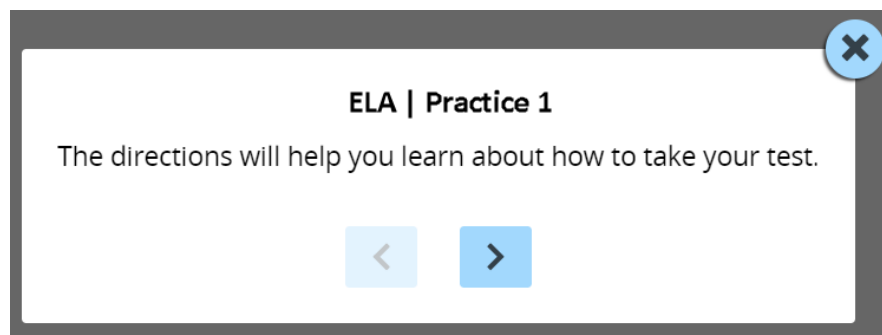 ELA | Practice 1
The directions will help you learn about how to take your test.